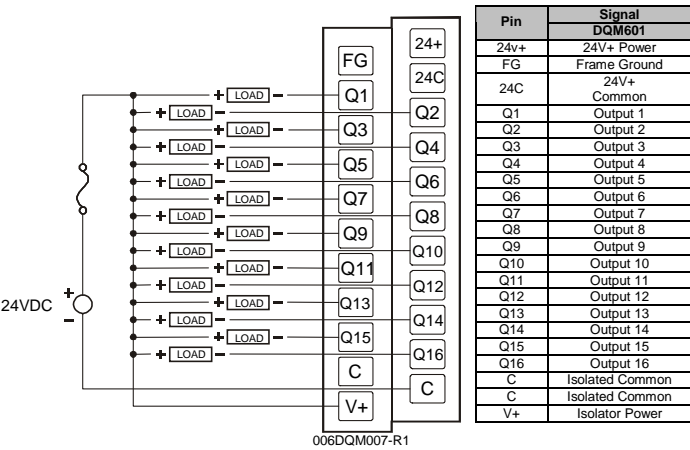 24+
FG
24C
+ LOAD - Q1
+ LOAD - Q2
+ LOAD - Q3
+ LOAD - Q4
+ LOAD - Q5
+ LOAD - Q6
+ LOAD - Q7
+ LOAD - Q8
+ LOAD - Q9
+ LOAD - Q10
+ LOAD - Q11
+ LOAD - Q12
24VDC + -
+ LOAD - Q13
+ LOAD - Q14
+ LOAD - Q15
+ LOAD - Q16
C
C
V+
006DQM007-R1
Pin Signal
DQM601
24v+ 24V+ Power
FG Frame Ground
24C 24V+
Common
Q1 Output 1
Q2 Output 2
Q3 Output 3
Q4 Output 4
Q5 Output 5
Q6 Output 6
Q7 Output 7
Q8 Output 8
Q9 Output 9
Q10 Output 10
Q11 Output 11
Q12 Output 12
Q13 Output 13
Q14 Output 14
Q15 Output 15
Q16 Output 16
C Isolated Common
C Isolated Common
V+ Isolator Power